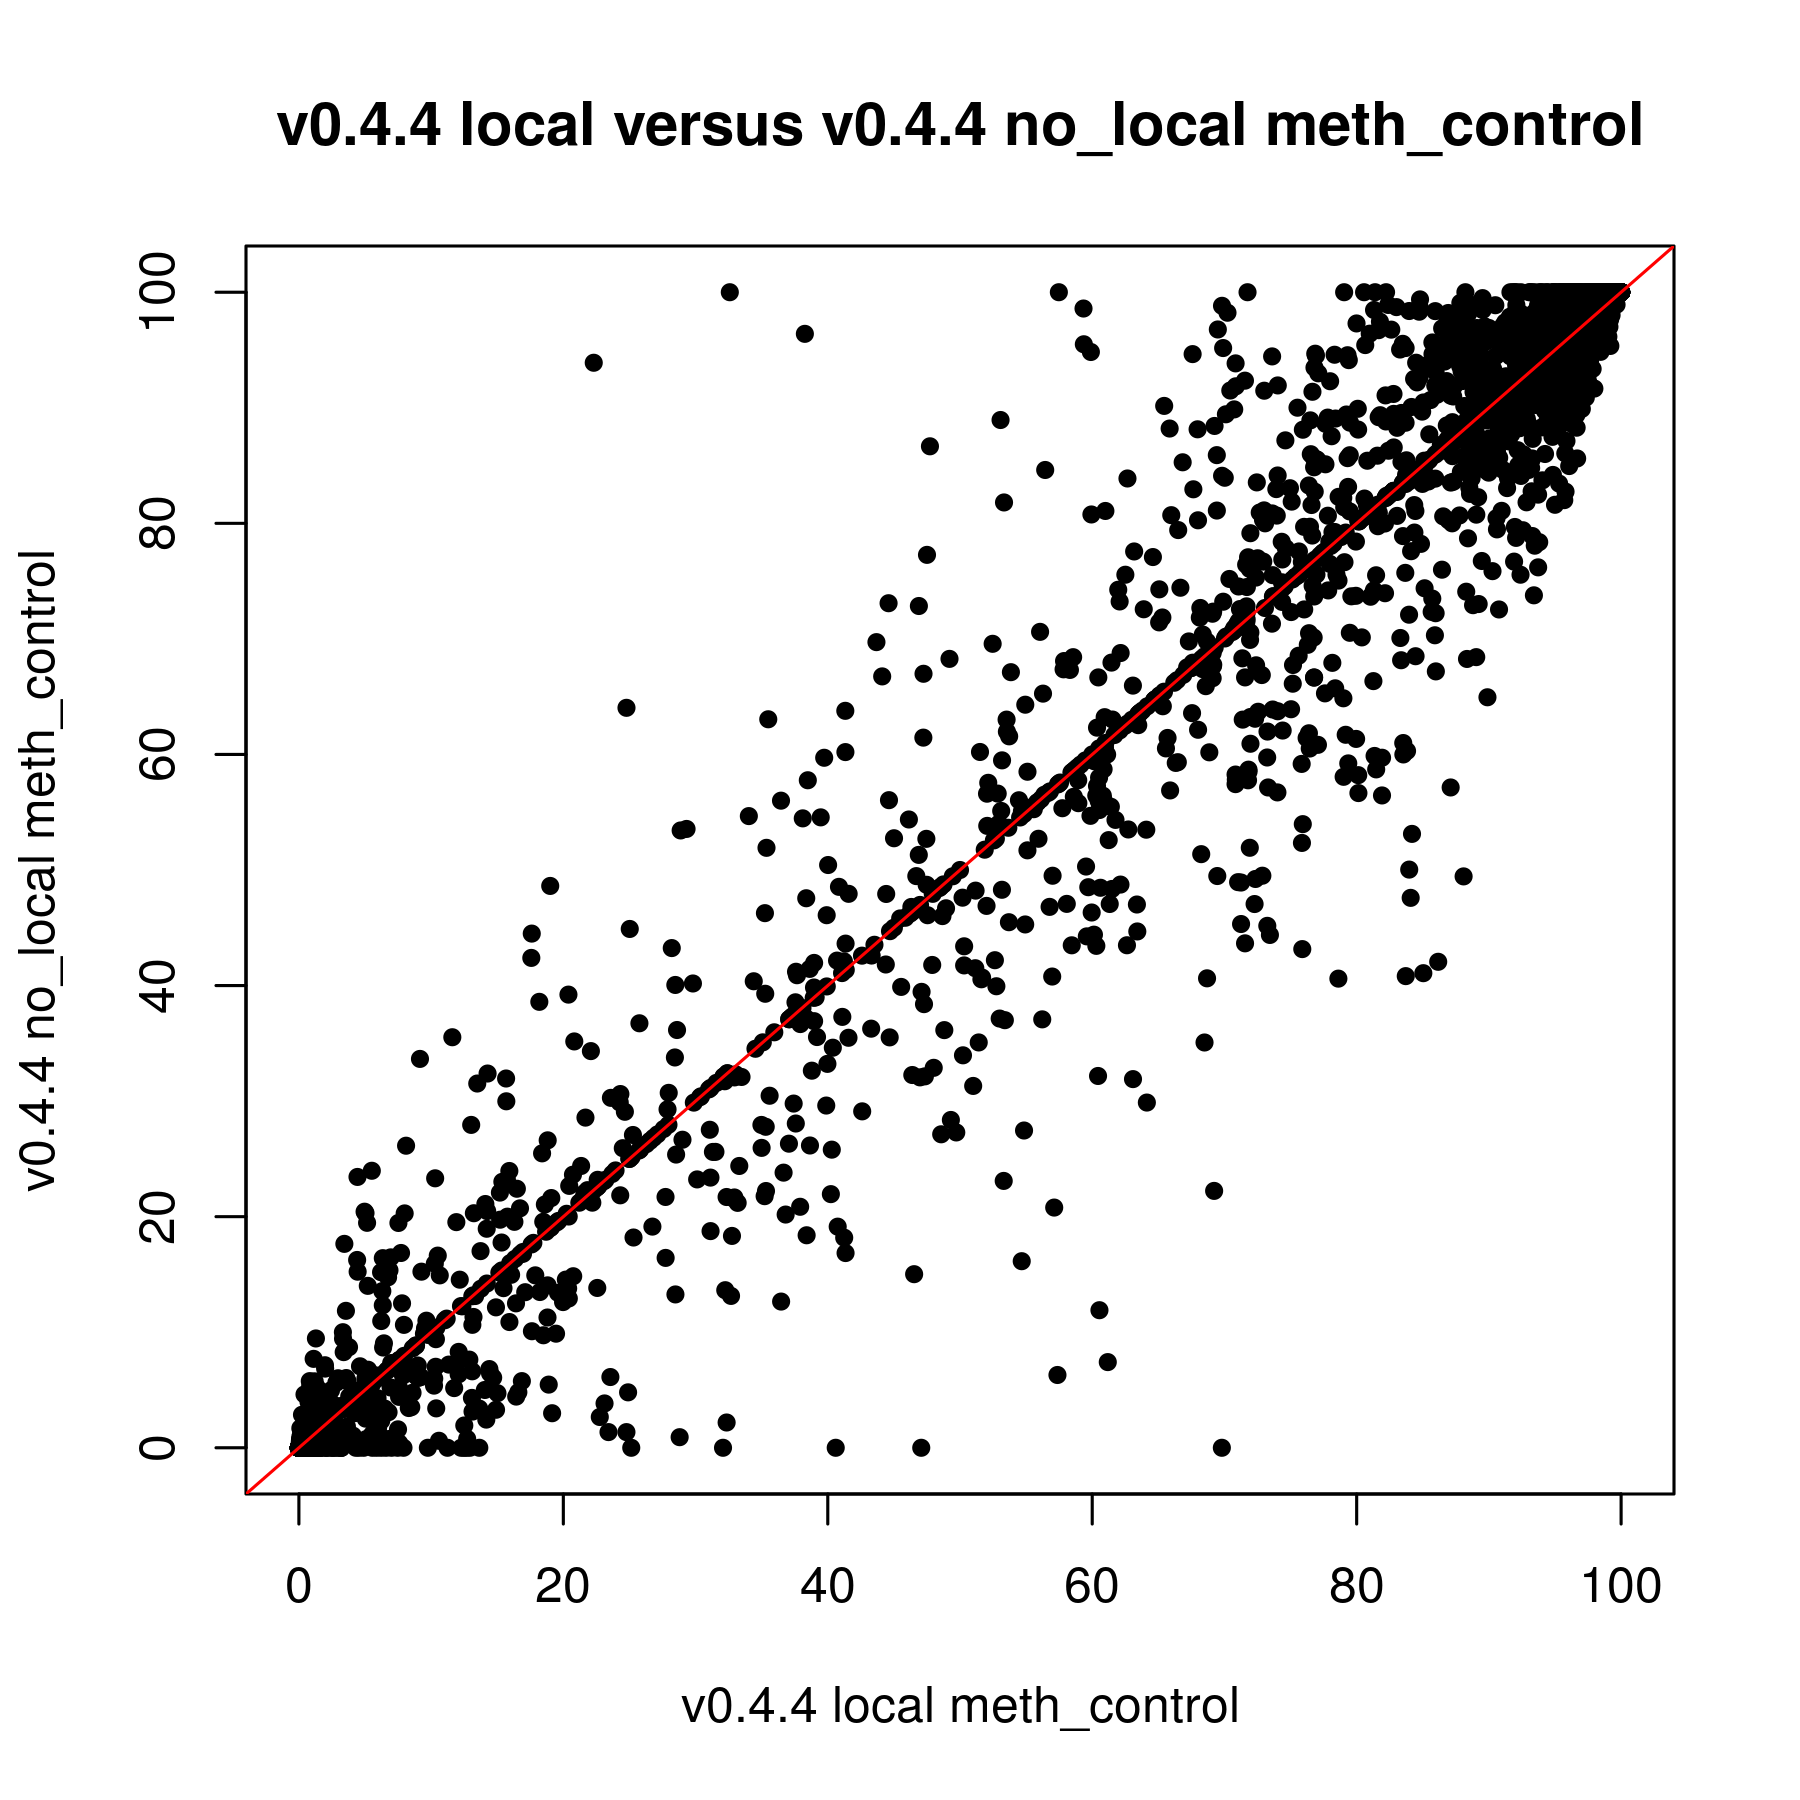 v0.4.4 local versus v0.4.4 no_local meth_control
v0.4.4 no_local meth_control
100
80
60
40
20
0
0 20 40 60 80 100
v0.4.4 local meth_control